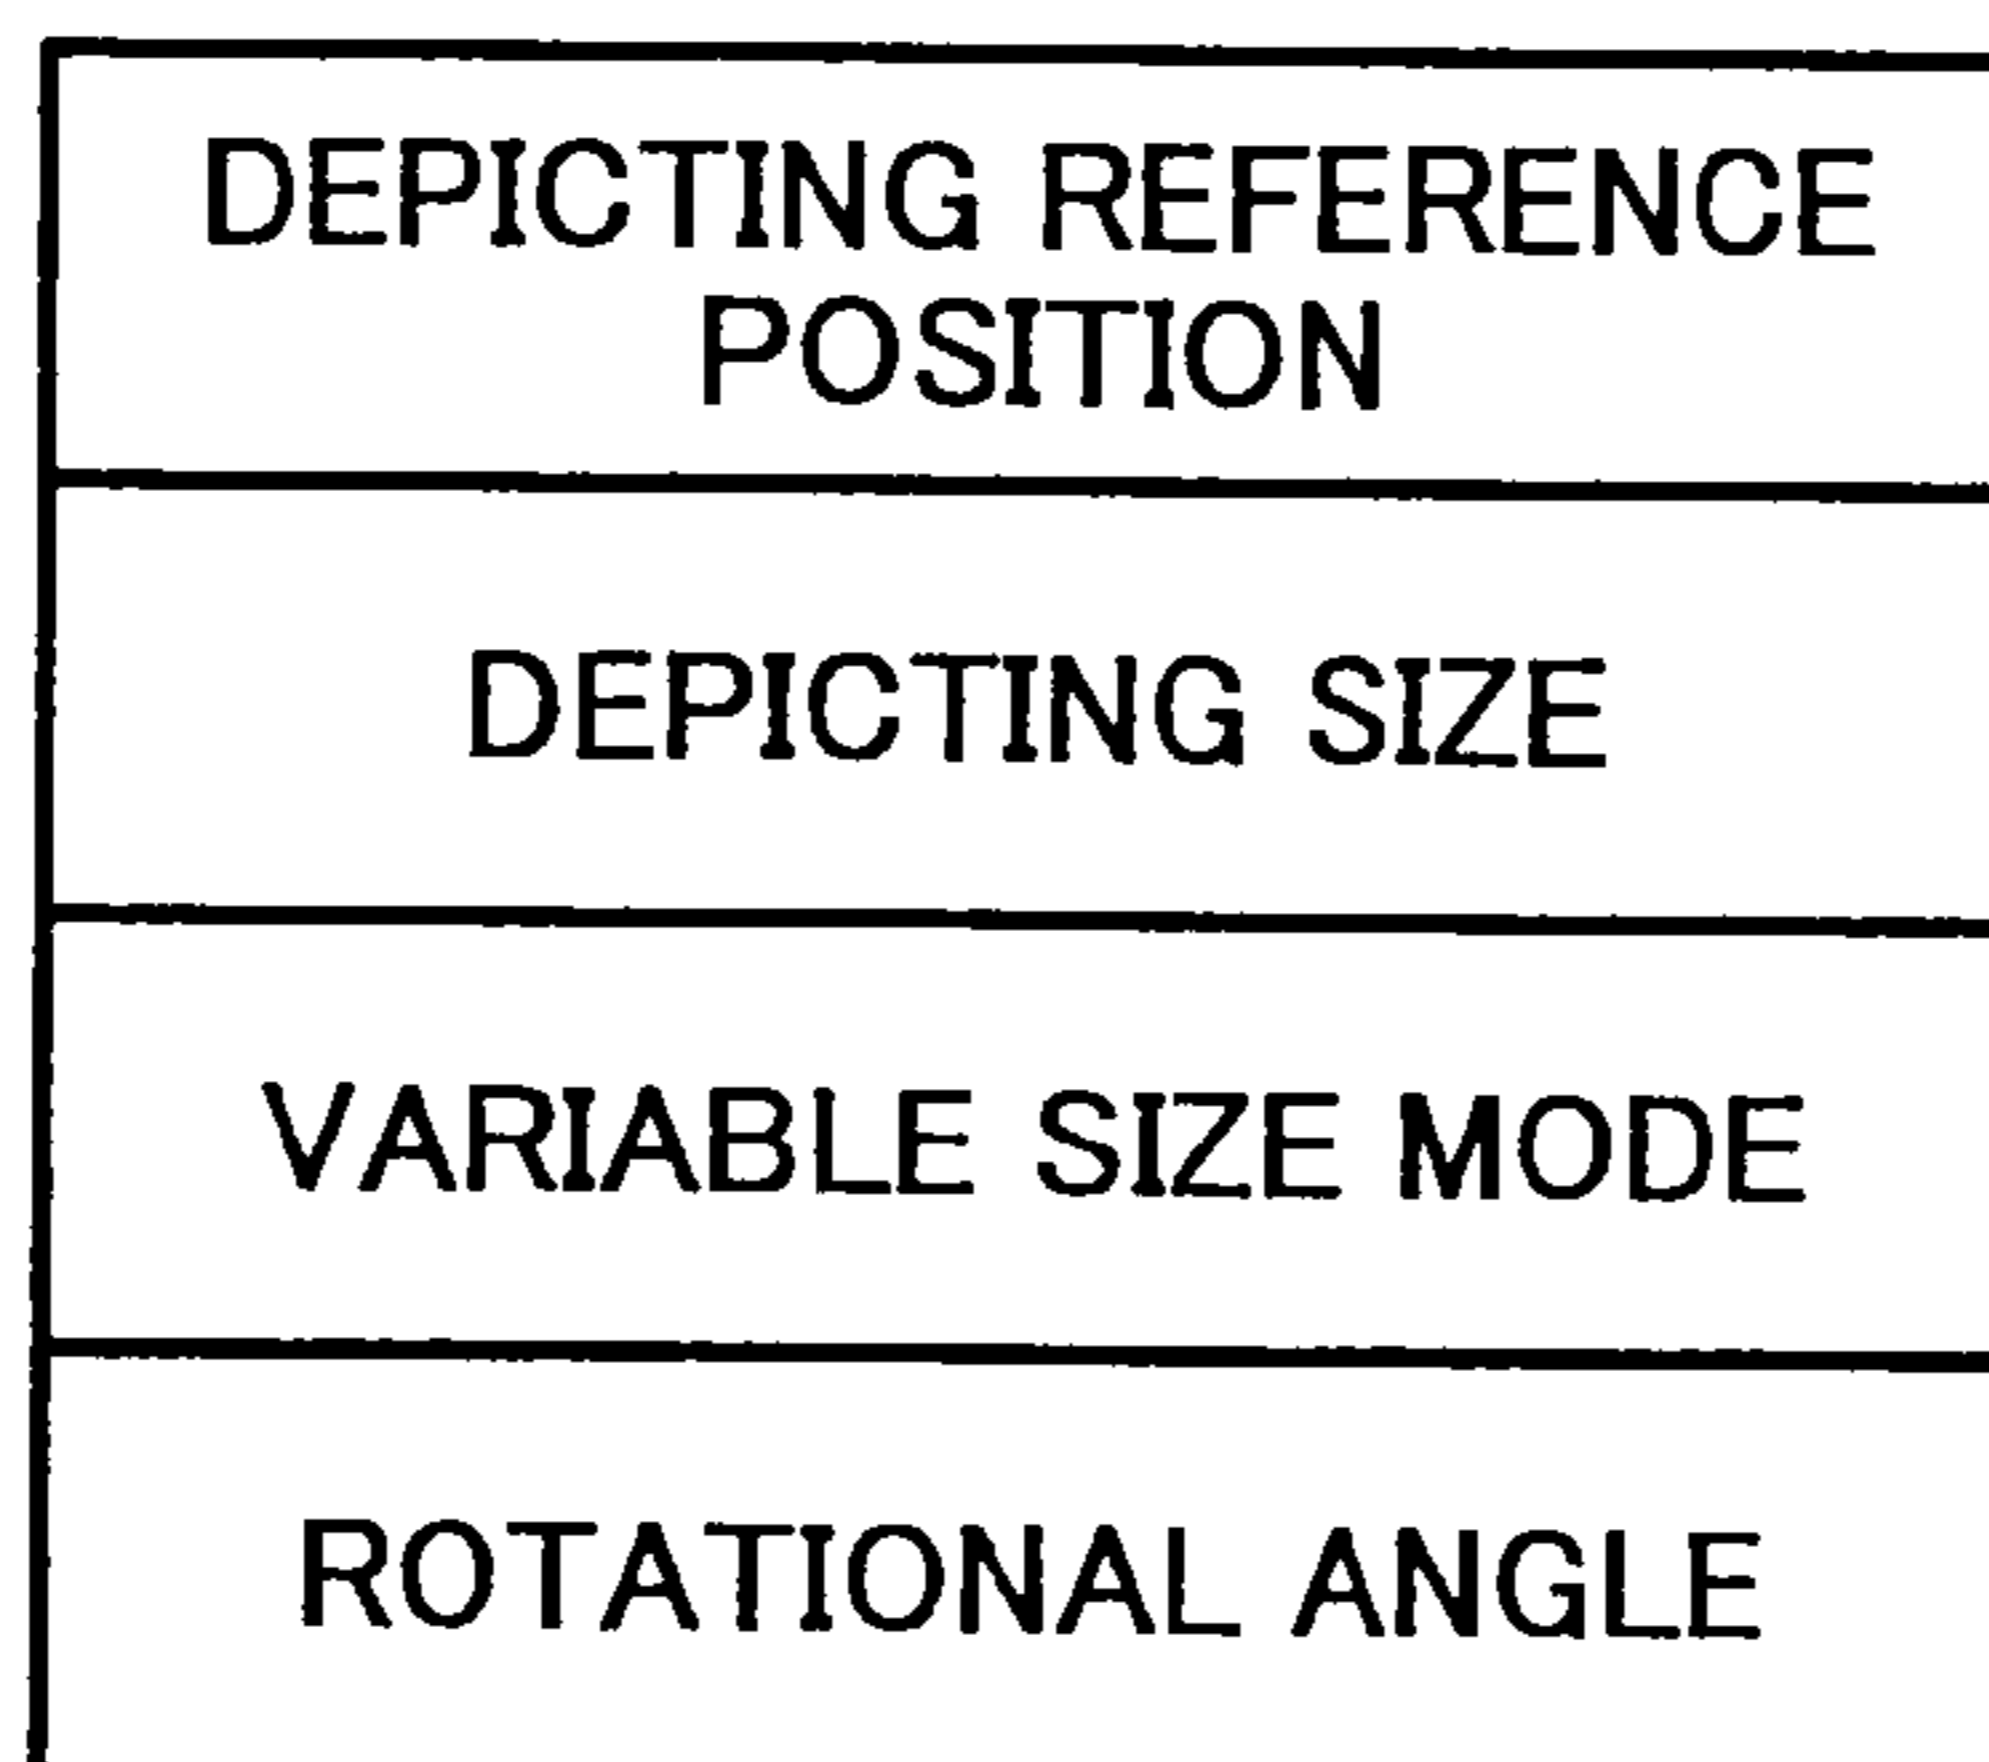 DEPICTING REFERENCE
POSITION
DEPICTING SIZE
VARIABLE SIZE MODE
ROTATIONAL ANGLE